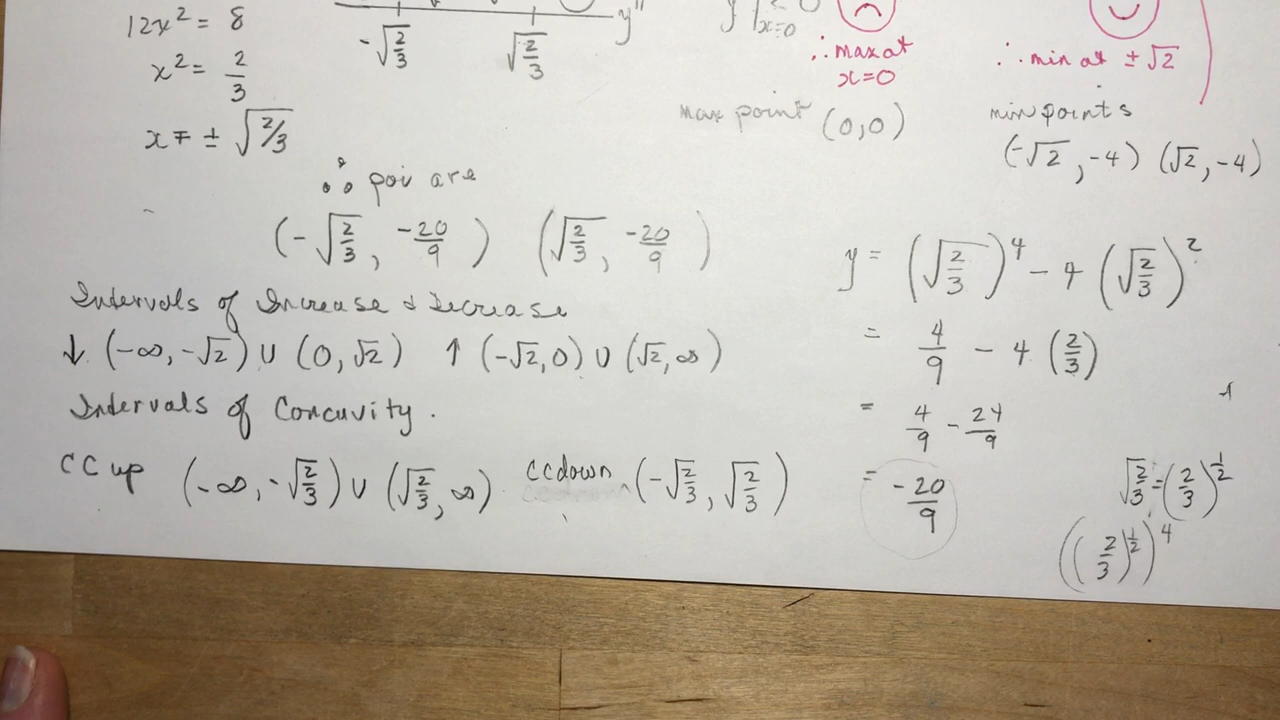 12x² = 8
y''
-√(2/3) √(2/3)
x² = 2/3
x = ± √(2/3)
∴ max at
x=0
∴ min at ± √2
max point (0,0)
min points
(-√2, -4) (√2, -4)
∴ poi are
(-√(2/3), -20/9) (√(2/3), -20/9)
y = (√(2/3))⁴ - 4(√(2/3))²
= 4/9 - 4(2/3)
= 4/9 - 24/9
= -20/9
√(2/3) = (2/3)^(1/2)
((2/3)^(1/2))⁴
Intervals of Increase & Decrease
↓ (-∞, -√2) ∪ (0, √2) ↑ (-√2, 0) ∪ (√2, ∞)
Intervals of Concuvity.
CC up (-∞, -√(2/3)) ∪ (√(2/3), ∞) CC down (-√(2/3), √(2/3))